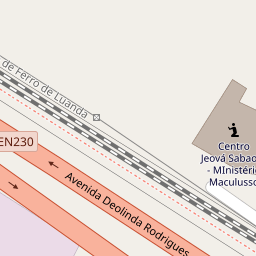 de Ferro de Luanda
EN230
Avenida Deolinda Rodrigues
Centro
Jeová Sabao
- MInistéri
Maculusso